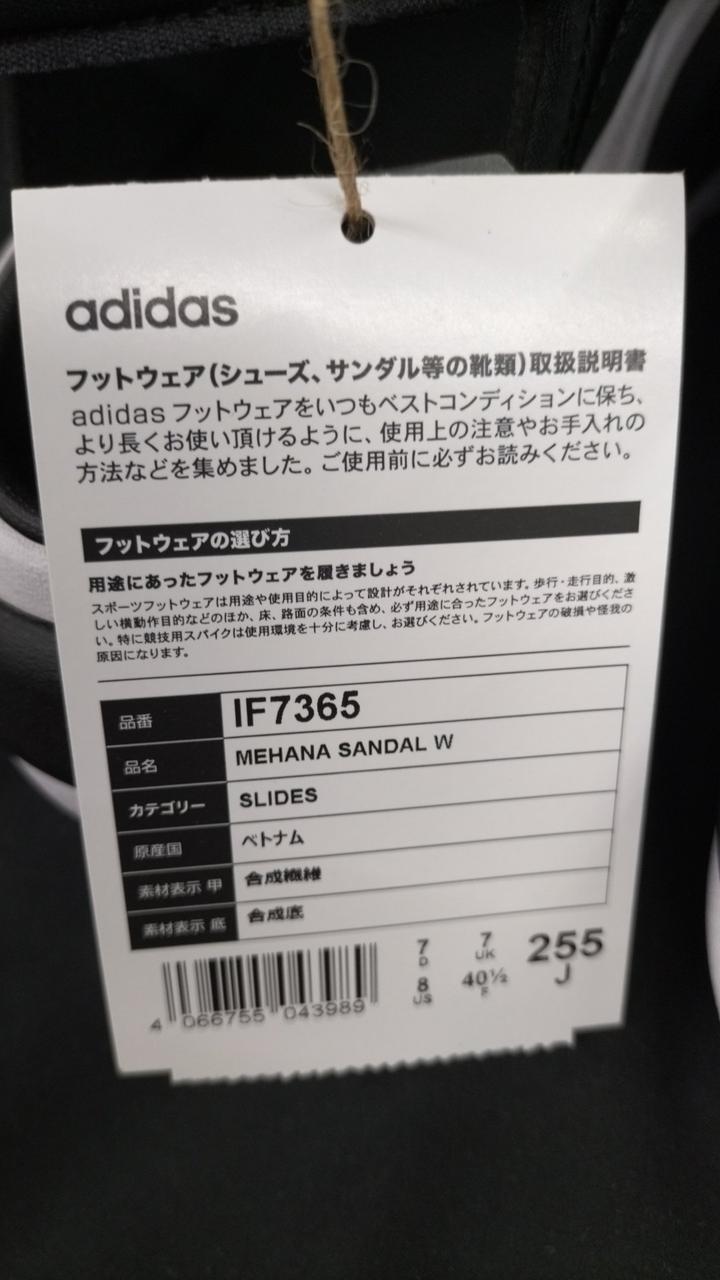 adidas
フットウェア(シューズ、サンダル等の靴類)取扱説明書
adidas フットウェアをいつもベストコンディションに保ち、
より長くお使い頂けるように、使用上の注意やお手入れの
方法などを集めました。ご使用前に必ずお読みください。
フットウェアの選び方
用途にあったフットウェアを履きましょう
スポーツフットウェアは用途や使用目的によって設計がそれぞれされています。歩行・走行目的、激
しい横動作目的などのほか、床、路面の条件も含め、必ず用途に合ったフットウェアをお選びくださ
い。特に競技用スパイクは使用環境を十分に考慮し、お選びください。フットウェアの破損や怪我の
原因になります。
品番 IF7365
品名 MEHANA SANDAL W
カテゴリー SLIDES
原産国 ベトナム
素材表示 甲 合成繊維
素材表示 底 合成底
7 7 255
D UK J
8 40½
US F
4 066755 043989